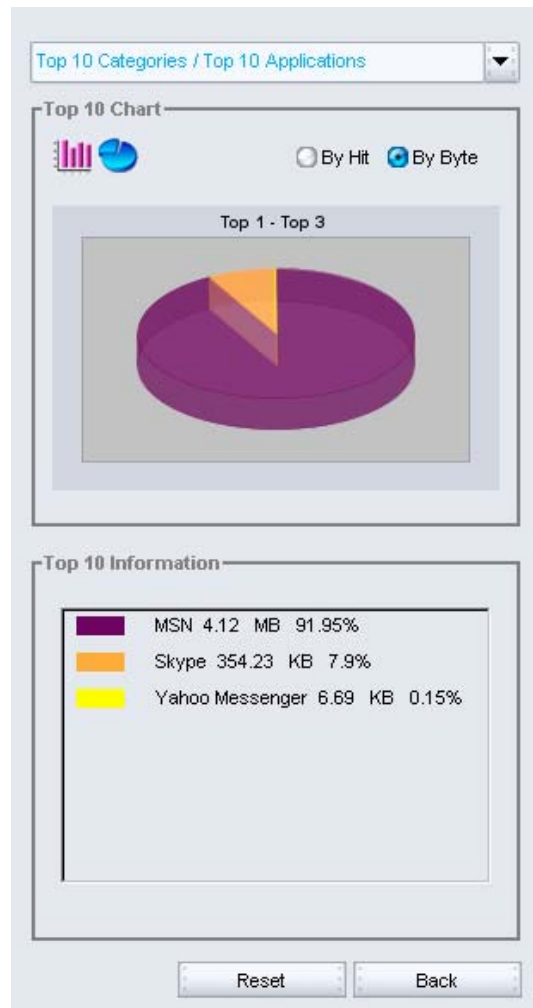 Top 10 Categories / Top 10 Applications
Top 10 Chart
By Hit By Byte
Top 1 - Top 3
Top 10 Information
MSN 4.12 MB 91.95%
Skype 354.23 KB 7.9%
Yahoo Messenger 6.69 KB 0.15%
Reset Back